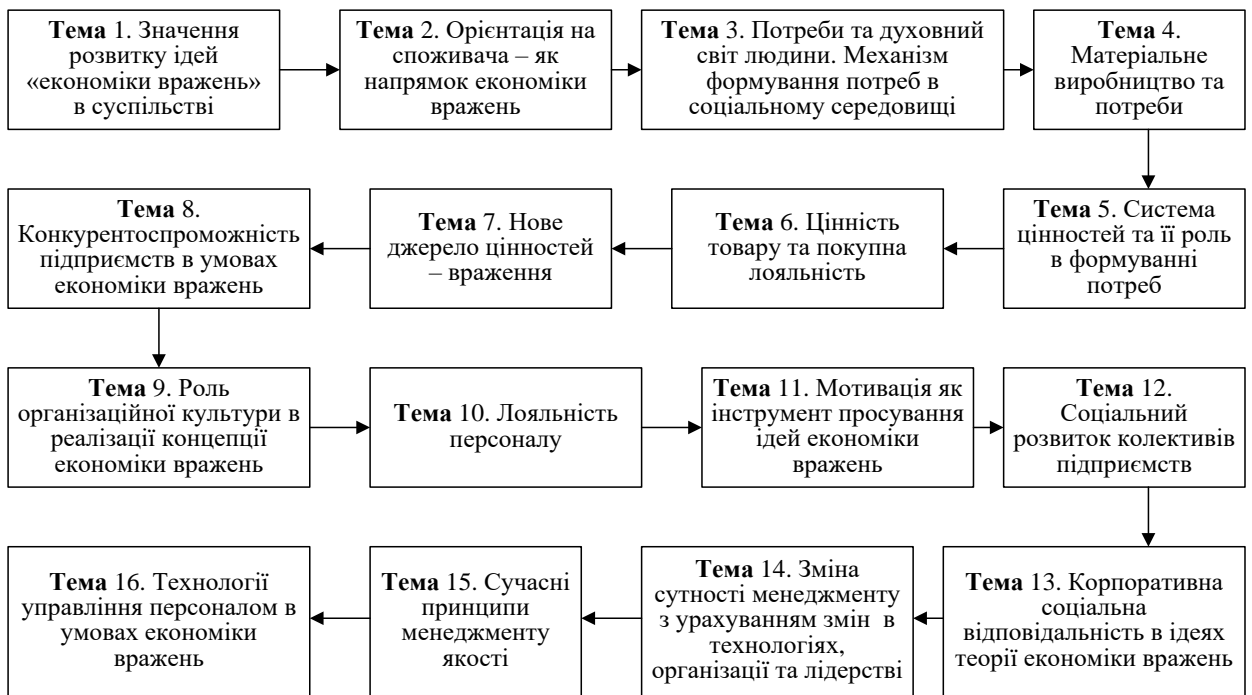 Тема 1. Значення
розвитку ідей
«економіки вражень»
в суспільстві
Тема 2. Орієнтація на
споживача – як
напрямок економіки
вражень
Тема 3. Потреби та духовний
світ людини. Механізм
формування потреб в
соціальному середовищі
Тема 4.
Матеріальне
виробництво та
потреби
Тема 5. Система
цінностей та її роль
в формуванні
потреб
Тема 6. Цінність
товару та покупна
лояльність
Тема 7. Нове
джерело цінностей
– враження
Тема 8.
Конкурентоспроможність
підприємств в умовах
економіки вражень
Тема 9. Роль
організаційної культури в
реалізації концепції
економіки вражень
Тема 10. Лояльність
персоналу
Тема 11. Мотивація як
інструмент просування
ідей економіки
вражень
Тема 12.
Соціальний
розвиток колективів
підприємств
Тема 13. Корпоративна
соціальна
відповідальність в ідеях
теорії економіки вражень
Тема 14. Зміна
сутності менеджменту
з урахуванням змін в
технологіях,
організації та лідерстві
Тема 15. Сучасні
принципи
менеджменту
якості
Тема 16. Технології
управління персоналом в
умовах економіки
вражень